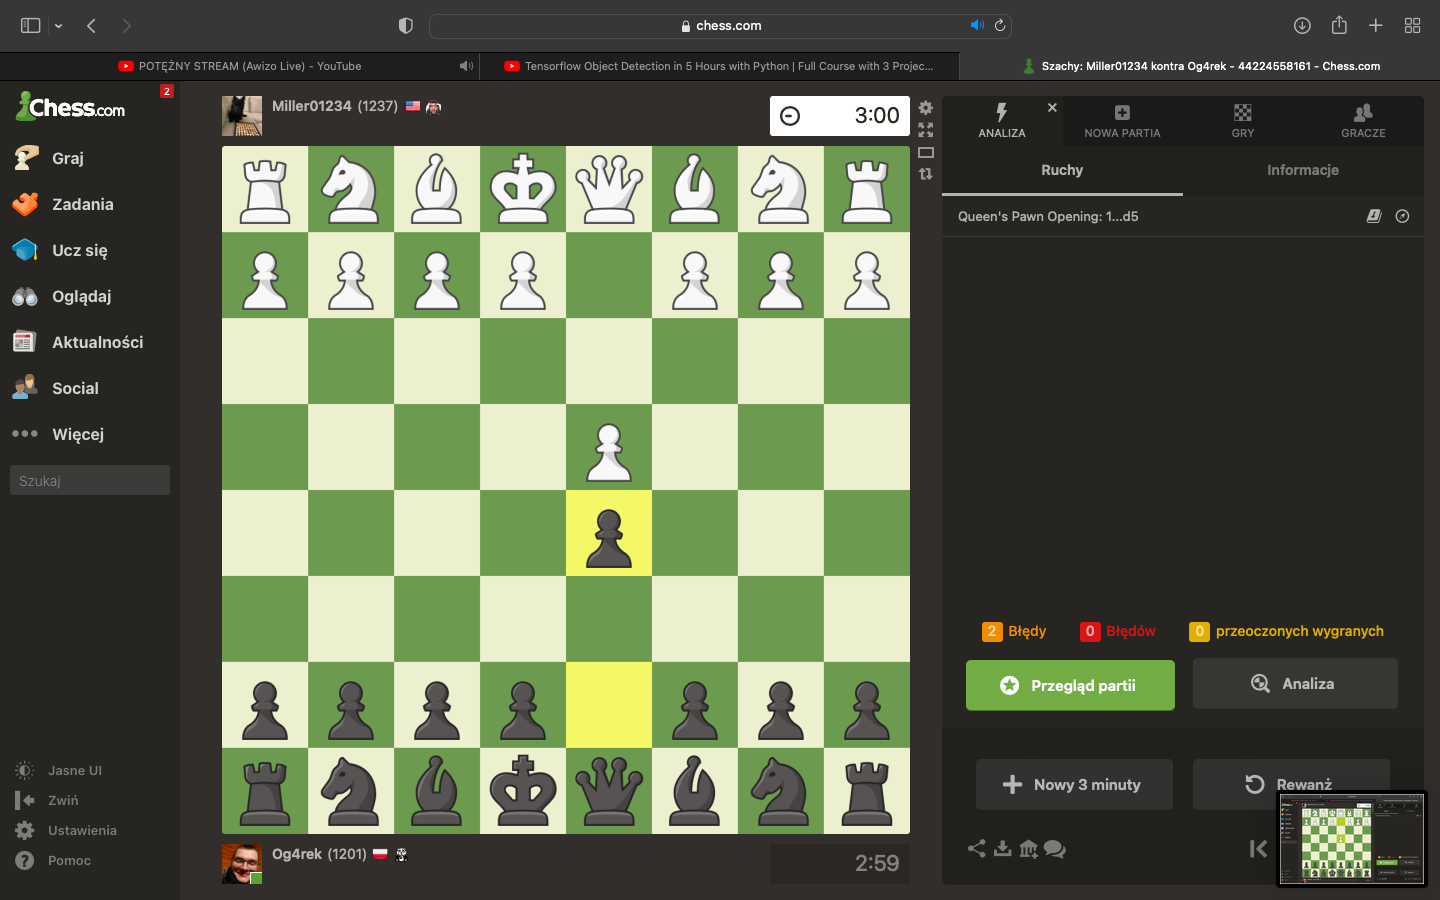 chess.com
POTĘŻNY STREAM (Awizo Live) - YouTube
Tensorflow Object Detection in 5 Hours with Python | Full Course with 3 Projec...
Szachy: Miller01234 kontra Og4rek - 44224558161 - Chess.com
Chess.com
2
Graj
Zadania
Ucz się
Oglądaj
Aktualności
Social
Więcej
Szukaj
Jasne UI
Zwiń
Ustawienia
Pomoc
Miller01234 (1237)
3:00
Og4rek (1201)
2:59
ANALIZA
NOWA PARTIA
GRY
GRACZE
Ruchy
Informacje
Queen's Pawn Opening: 1...d5
2 Błędy
0 Błędów
0 przeoczonych wygranych
Przegląd partii
Analiza
Nowy 3 minuty
Rewanż